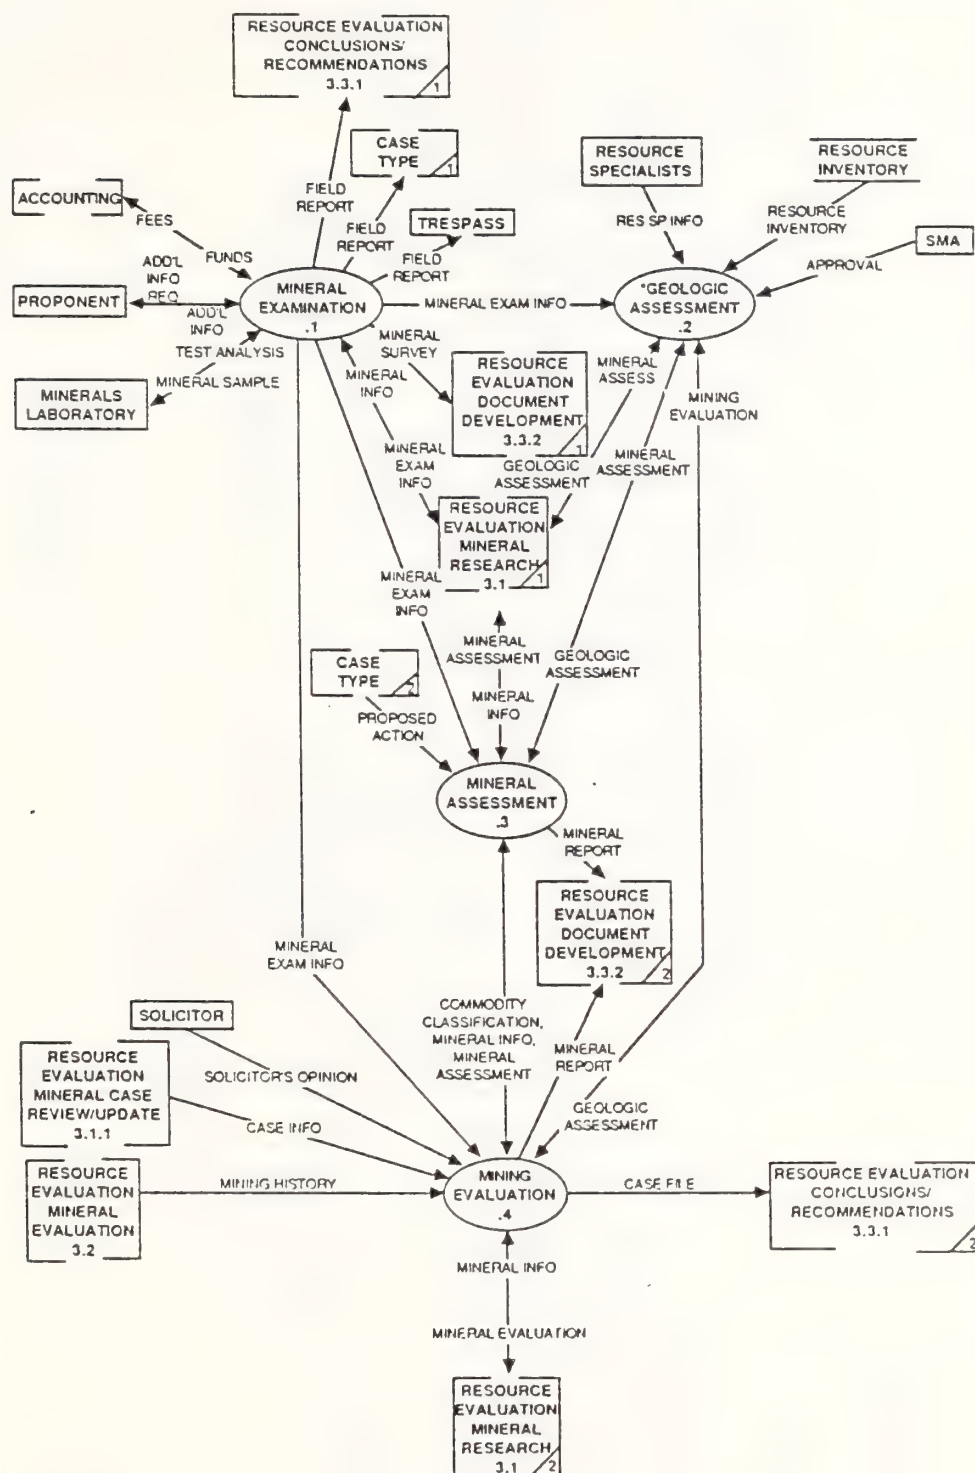 RESOURCE EVALUATION
CONCLUSIONS/
RECOMMENDATIONS
3.3.1
1
CASE
TYPE
1
RESOURCE
SPECIALISTS
RESOURCE
INVENTORY
ACCOUNTING
FEES
FUNDS
FIELD
REPORT
FIELD
REPORT
TRESPASS
FIELD
REPORT
RES SP INFO
RESOURCE
INVENTORY
SMA
APPROVAL
PROPONENT
ADD'L
INFO
REQ
ADD'L
INFO
MINERAL
EXAMINATION
.1
MINERAL EXAM INFO
*GEOLOGIC
ASSESSMENT
.2
TEST ANALYSIS
MINERAL SAMPLE
MINERALS
LABORATORY
MINERAL
SURVEY
MINERAL
INFO
RESOURCE
EVALUATION
DOCUMENT
DEVELOPMENT
3.3.2
1
MINERAL
ASSESS
MINING
EVALUATION
MINERAL
EXAM
INFO
GEOLOGIC
ASSESSMENT
MINERAL
ASSESSMENT
RESOURCE
EVALUATION
MINERAL
RESEARCH
3.1
1
MINERAL
EXAM
INFO
MINERAL
ASSESSMENT
GEOLOGIC
ASSESSMENT
CASE
TYPE
2
MINERAL
INFO
PROPOSED
ACTION
MINERAL
ASSESSMENT
.3
MINERAL
REPORT
RESOURCE
EVALUATION
DOCUMENT
DEVELOPMENT
3.3.2
2
MINERAL
EXAM INFO
COMMODITY
CLASSIFICATION,
MINERAL INFO,
MINERAL
ASSESSMENT
MINERAL
REPORT
GEOLOGIC
ASSESSMENT
SOLICITOR
SOLICITOR'S OPINION
RESOURCE
EVALUATION
MINERAL CASE
REVIEW/UPDATE
3.1.1
CASE INFO
RESOURCE
EVALUATION
MINERAL
EVALUATION
3.2
MINING HISTORY
MINING
EVALUATION
.4
CASE FILE
RESOURCE EVALUATION
CONCLUSIONS/
RECOMMENDATIONS
3.3.1
2
MINERAL INFO
MINERAL EVALUATION
RESOURCE
EVALUATION
MINERAL
RESEARCH
3.1
2